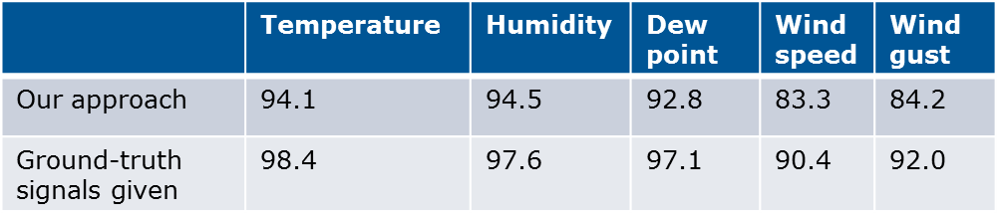 Temperature Humidity Dew point Wind speed Wind gust
Our approach 94.1 94.5 92.8 83.3 84.2
Ground-truth signals given 98.4 97.6 97.1 90.4 92.0